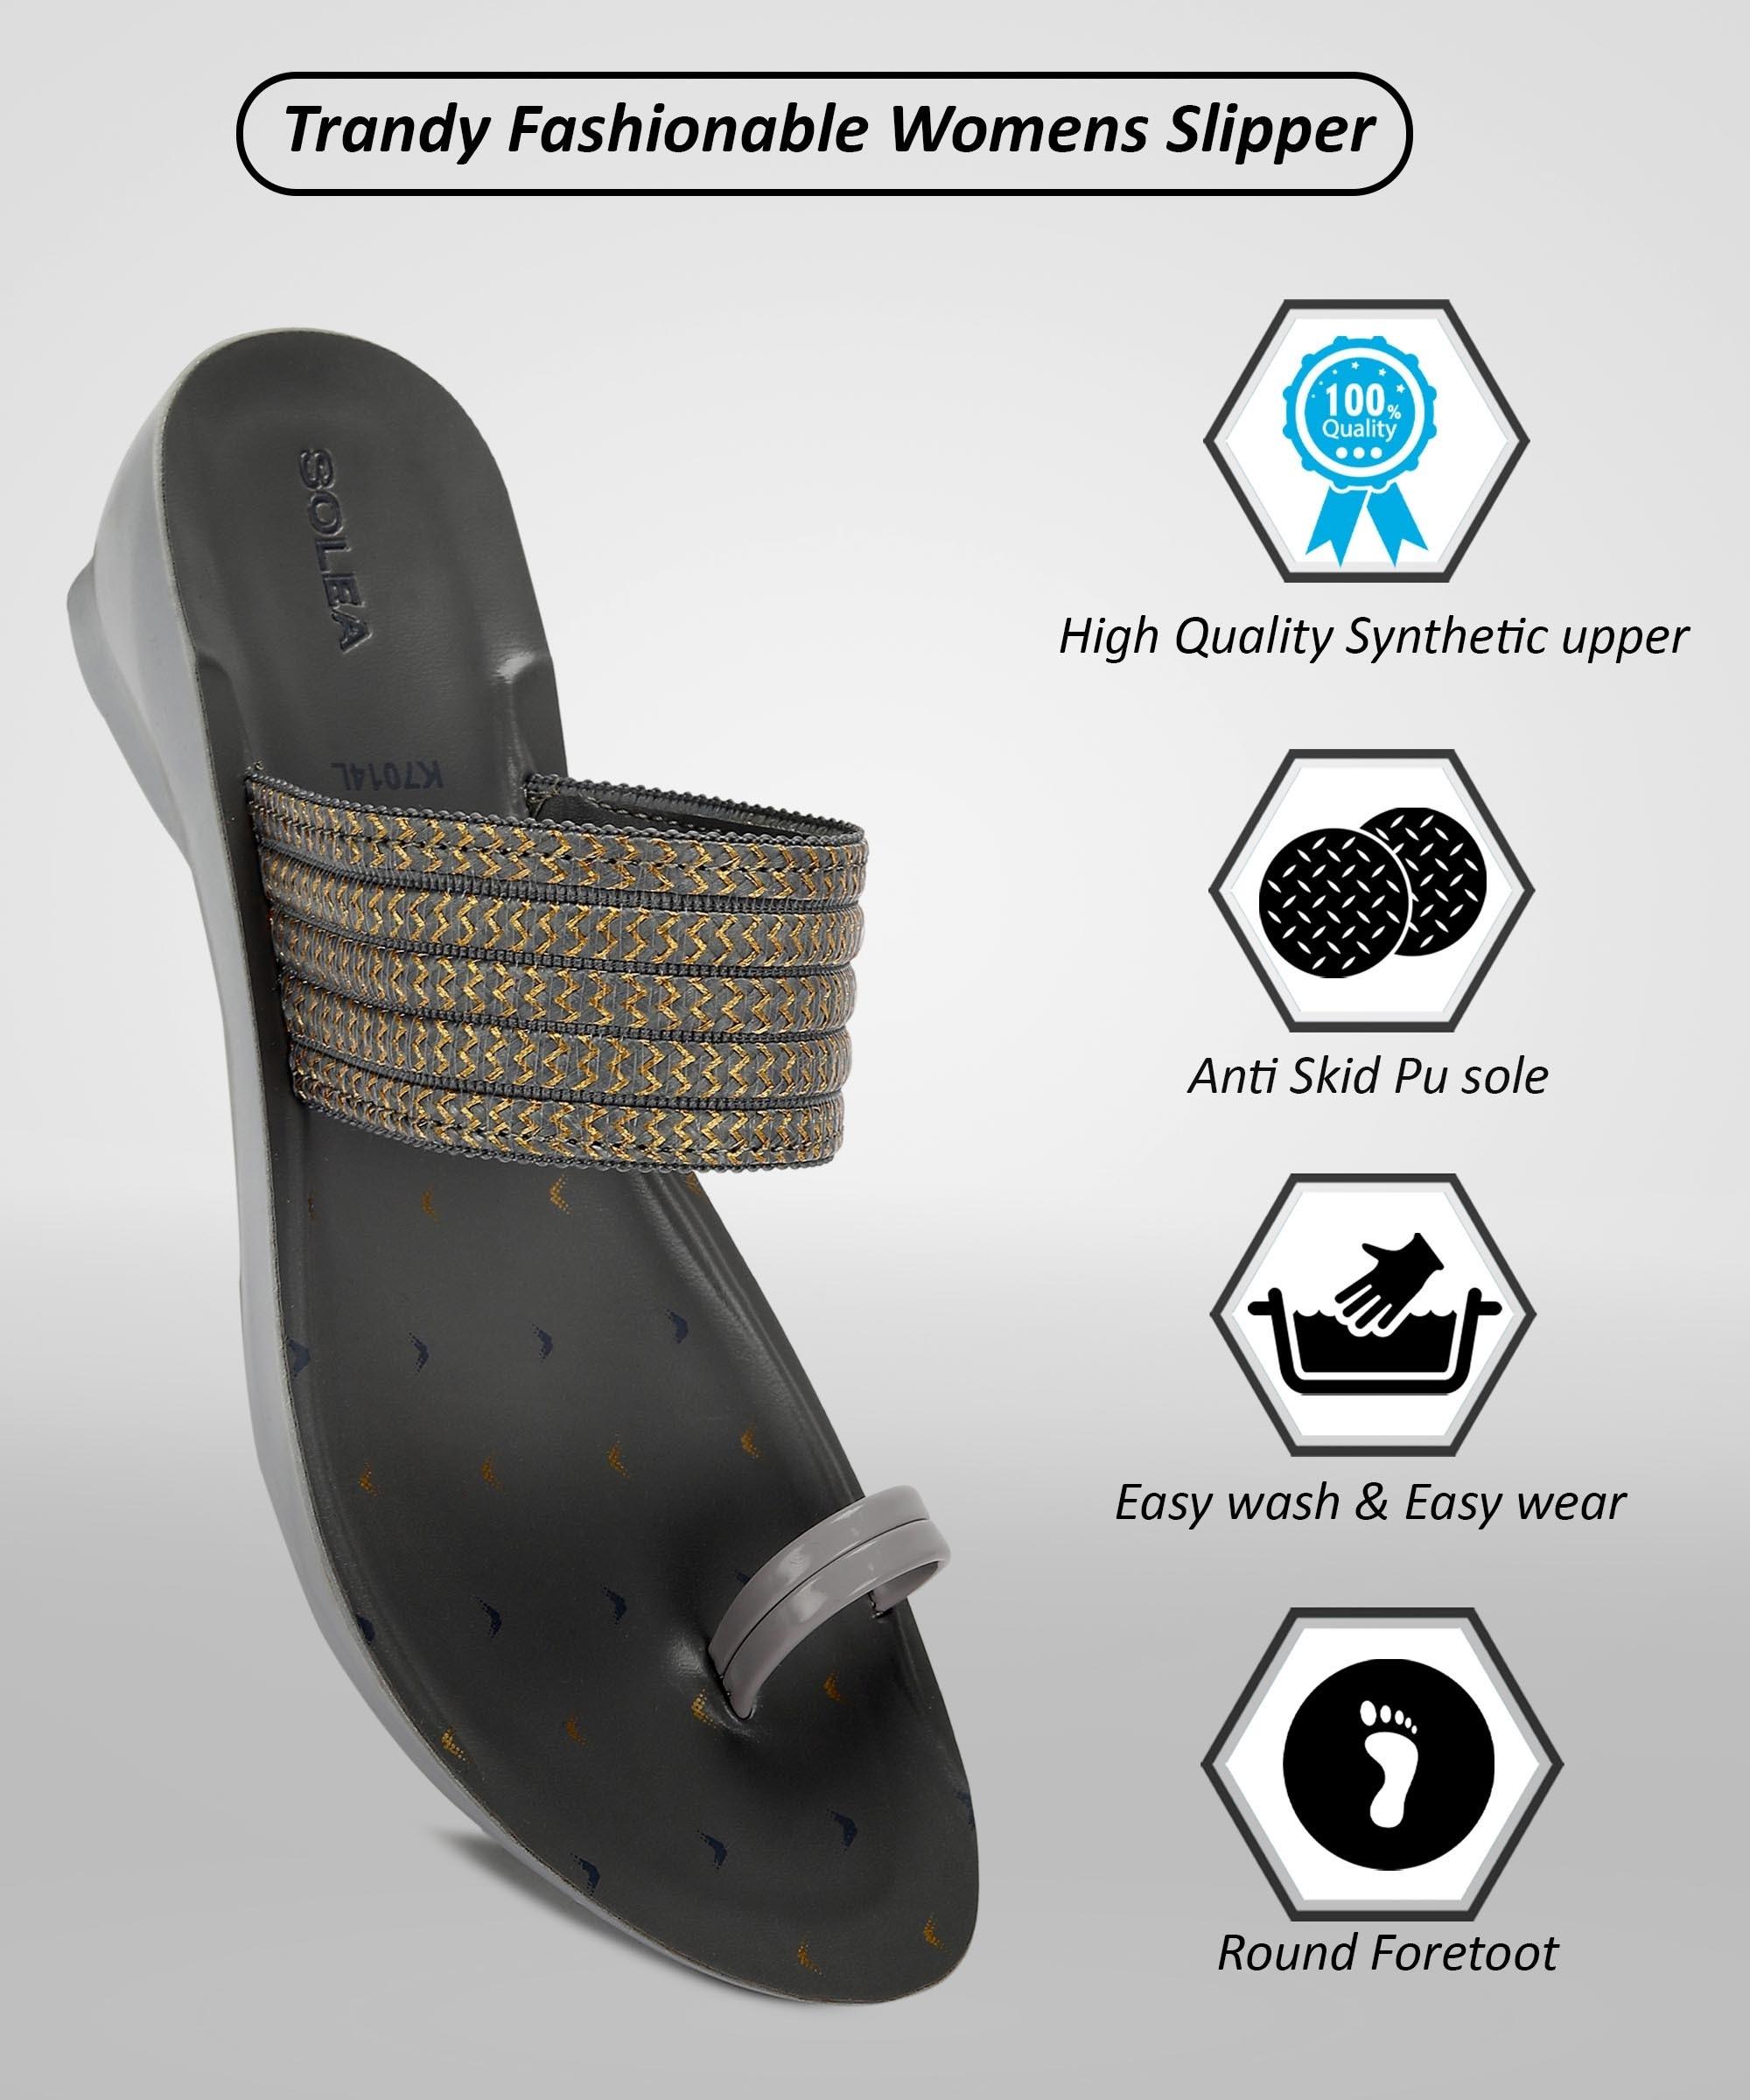 Trandy Fashionable Womens Slipper
SOLEA
K7014L
100%
Quality
High Quality Synthetic upper
Anti Skid Pu sole
Easy wash & Easy wear
Round Foretoot